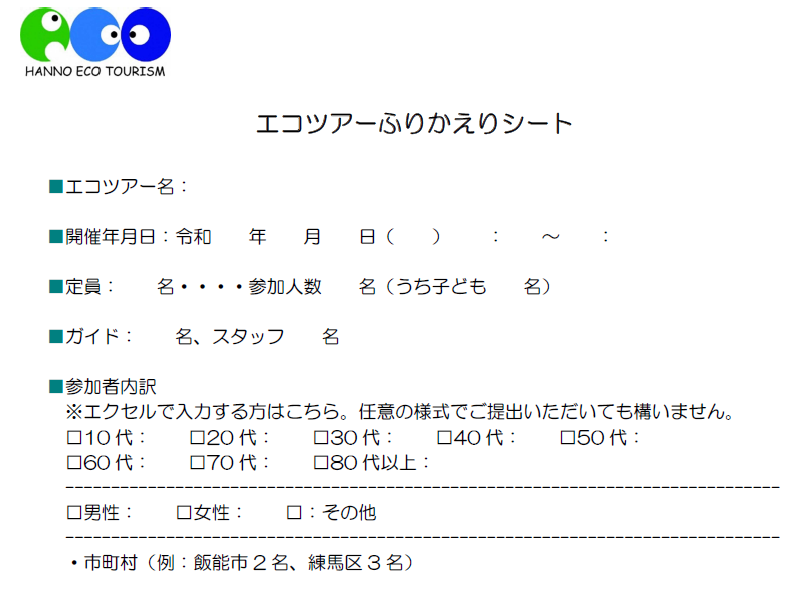 HANNO ECO TOURISM
エコツアーふりかえりシート
■エコツアー名：
■開催年月日：令和　　年　　月　　日（　　）　　：　　～　　：
■定員：　　名・・・・参加人数　　名（うち子ども　　名）
■ガイド：　　名、スタッフ　　名
■参加者内訳
※エクセルで入力する方はこちら。任意の様式でご提出いただいても構いません。
□10代：　　□20代：　　□30代：　　□40代：　　□50代：
□60代：　　□70代：　　□80代以上：
□男性：　　□女性：　　□：その他
・市町村（例：飯能市2名、練馬区3名）